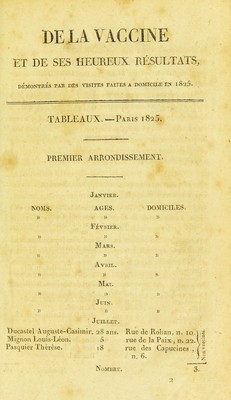 DE LA VACCINE
ET DE SES HEUREUX RÉSULTATS,
DÉMONTRÉS PAR DES VISITES FAITES A DOMICILE EN 1825.
TABLEAUX.—PARIS 1825.
PREMIER ARRONDISSEMENT.
JANVIER.
NOMS. AGES. DOMICILES.
» » »
FÉVRIER.
» » »
MARS.
» » »
AVRIL.
» » »
MAI.
» » »
JUIN.
» » »
JUILLET.
Ducastel Auguste-Casimir. 28 ans. Rue de Rohan, n. 10.
Mignon Louis-Léon. 5 rue de la Paix, n. 22.
Pasquier Thérèse. 18 rue des Capucines,
n. 6.
NOMBRE. 3.
2